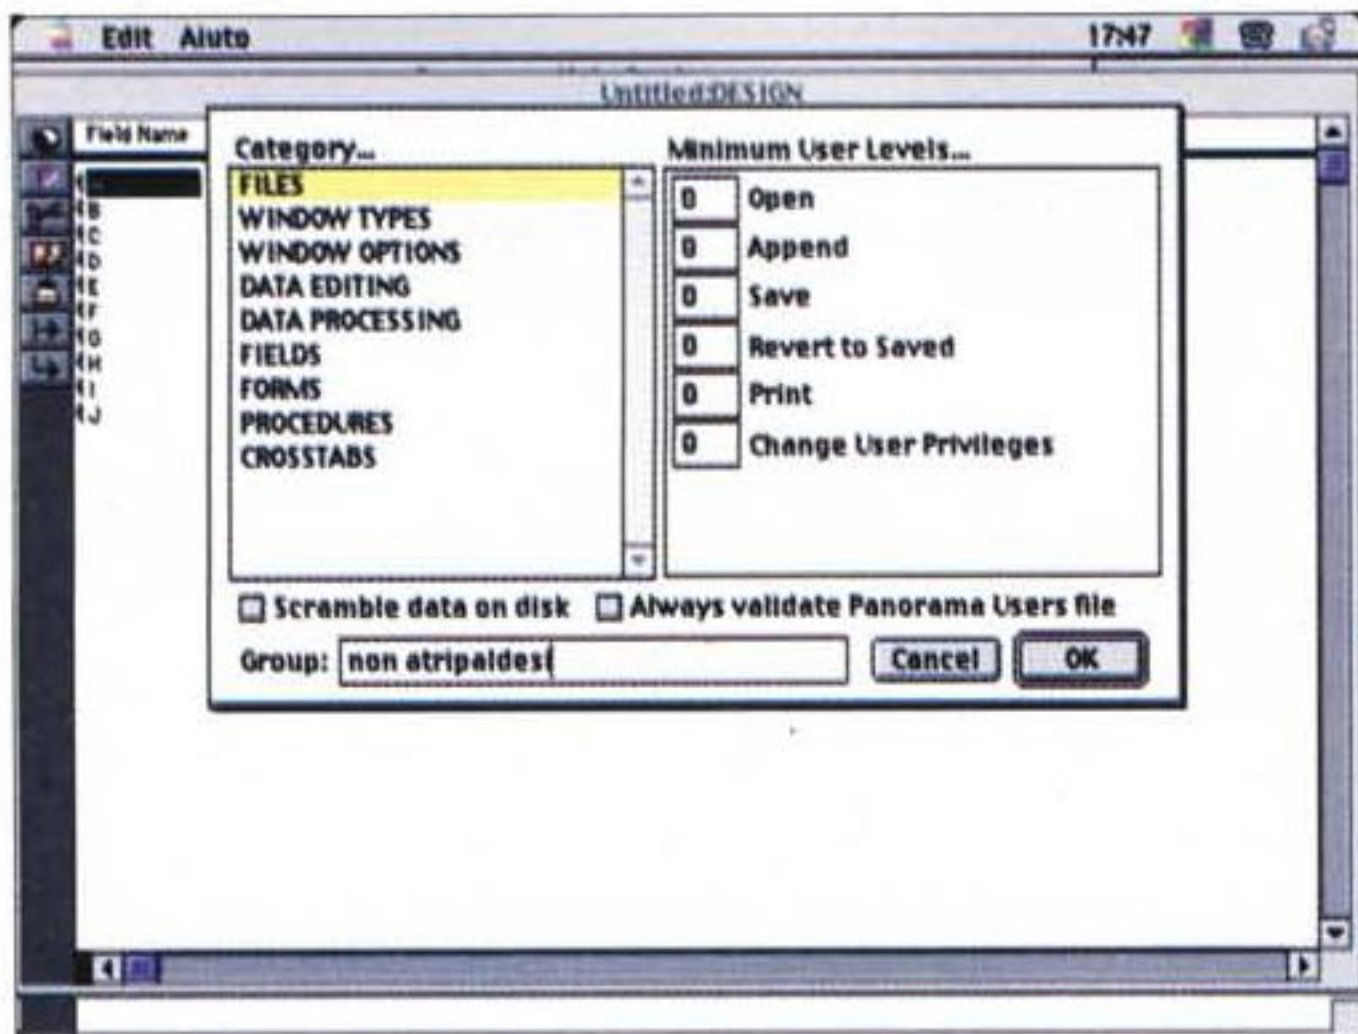 Edit Aiuto 17:47
Untitled:DESIGN
Field Name
B
C
D
E
F
G
H
I
J
Category...
FILES
WINDOW TYPES
WINDOW OPTIONS
DATA EDITING
DATA PROCESSING
FIELDS
FORMS
PROCEDURES
CROSSTABS
Minimum User Levels...
0 Open
0 Append
0 Save
0 Revert to Saved
0 Print
0 Change User Privileges
Scramble data on disk Always validate Panorama Users file
Group: non atripaldesi Cancel OK